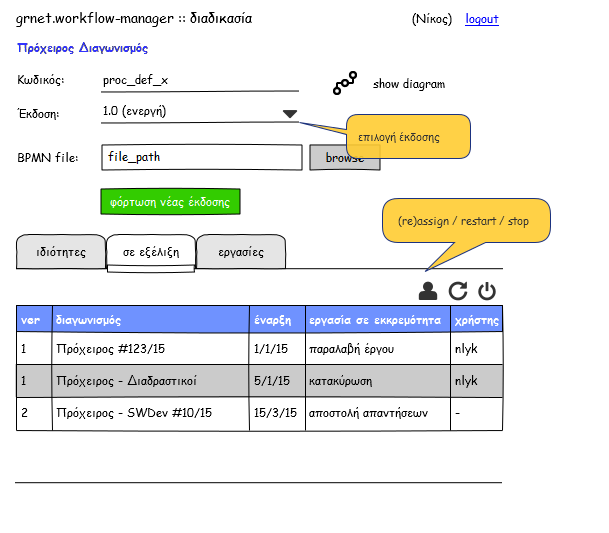 grnet.workflow-manager :: διαδικασία (Νίκος) logout
Πρόχειρος Διαγωνισμός
Κωδικός: proc_def_x show diagram
Έκδοση: 1.0 (ενεργή)
επιλογή έκδοσης
BPMN file: file_path browse
φόρτωση νέας έκδοσης
(re)assign / restart / stop
ιδιότητες σε εξέλιξη εργασίες
ver διαγωνισμός έναρξη εργασία σε εκκρεμότητα χρήστης
1 Πρόχειρος #123/15 1/1/15 παραλαβή έργου nlyk
1 Πρόχειρος - Διαδραστικοί 5/1/15 κατακύρωση nlyk
2 Πρόχειρος - SWDev #10/15 15/3/15 αποστολή απαντήσεων -